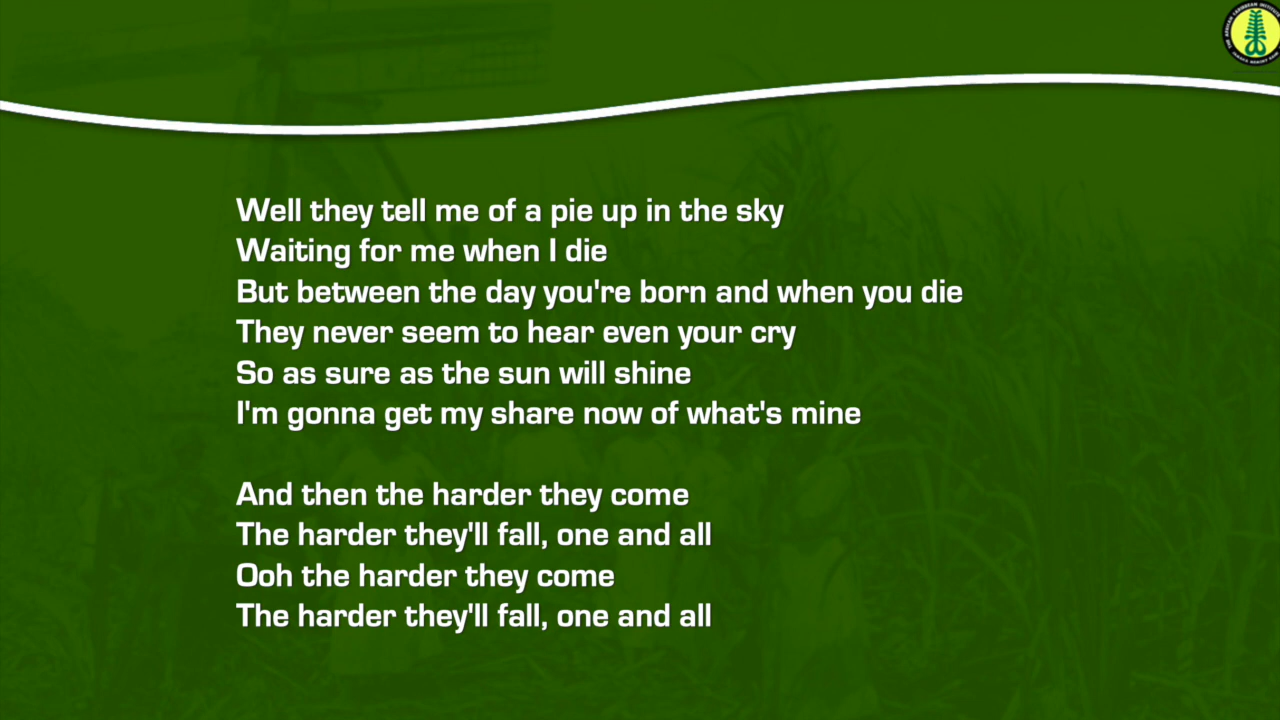 Well they tell me of a pie up in the sky
Waiting for me when I die
But between the day you're born and when you die
They never seem to hear even your cry
So as sure as the sun will shine
I'm gonna get my share now of what's mine
And then the harder they come
The harder they'll fall, one and all
Ooh the harder they come
The harder they'll fall, one and all